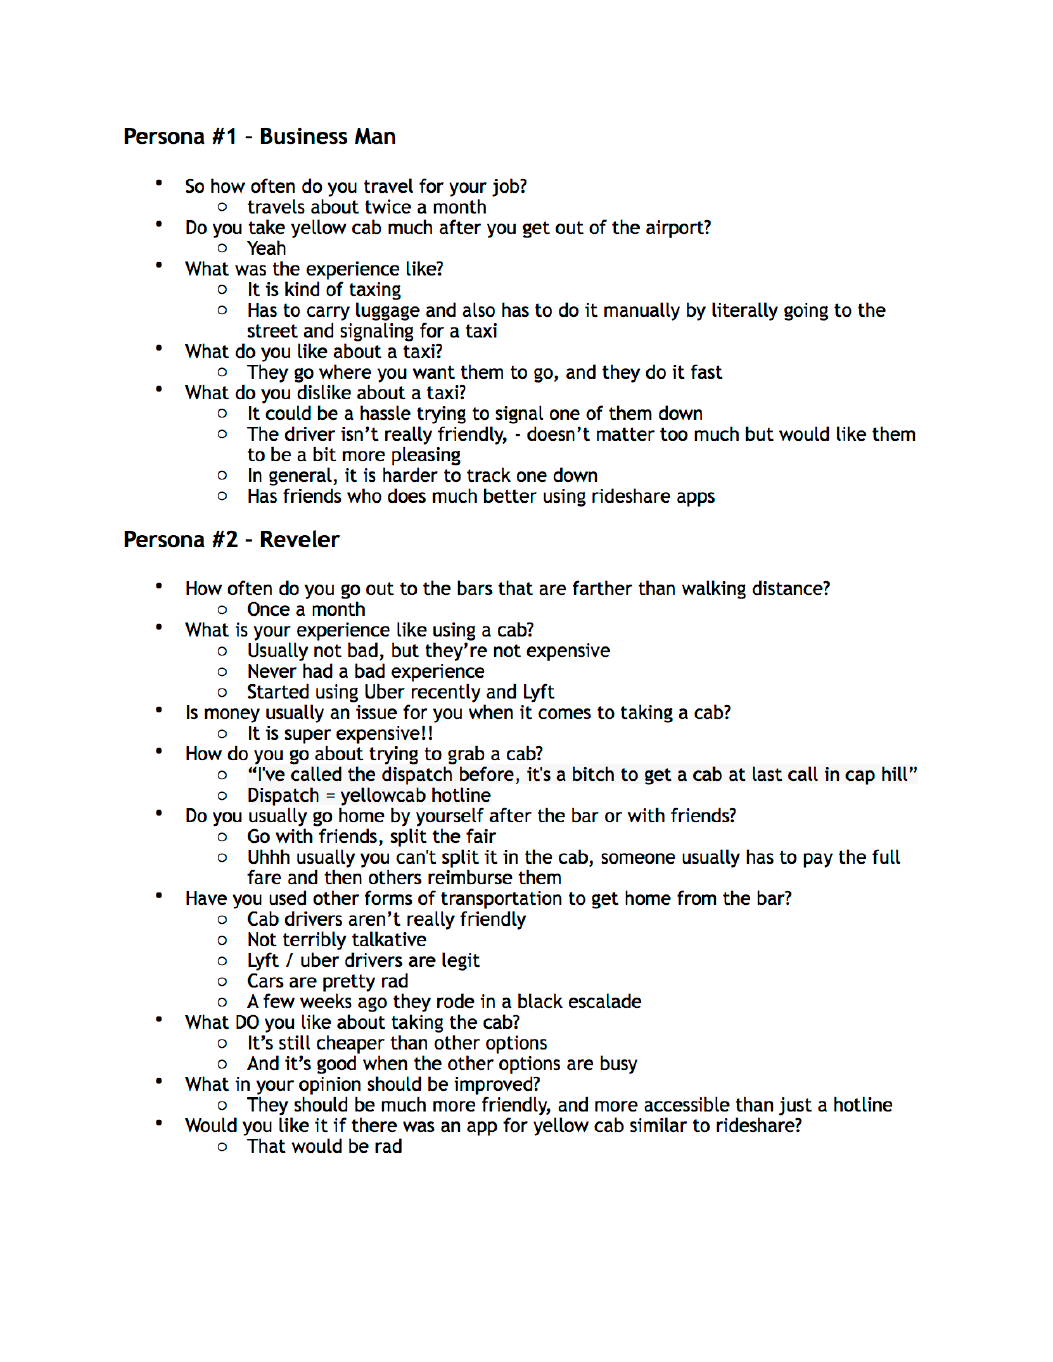 Persona #1 - Business Man
• So how often do you travel for your job?
○ travels about twice a month
• Do you take yellow cab much after you get out of the airport?
○ Yeah
• What was the experience like?
○ It is kind of taxing
○ Has to carry luggage and also has to do it manually by literally going to the
street and signaling for a taxi
• What do you like about a taxi?
○ They go where you want them to go, and they do it fast
• What do you dislike about a taxi?
○ It could be a hassle trying to signal one of them down
○ The driver isn’t really friendly, - doesn’t matter too much but would like them
to be a bit more pleasing
○ In general, it is harder to track one down
○ Has friends who does much better using rideshare apps
Persona #2 - Reveler
• How often do you go out to the bars that are farther than walking distance?
○ Once a month
• What is your experience like using a cab?
○ Usually not bad, but they’re not expensive
○ Never had a bad experience
○ Started using Uber recently and Lyft
• Is money usually an issue for you when it comes to taking a cab?
○ It is super expensive!!
• How do you go about trying to grab a cab?
○ “I've called the dispatch before, it's a bitch to get a cab at last call in cap hill”
○ Dispatch = yellowcab hotline
• Do you usually go home by yourself after the bar or with friends?
○ Go with friends, split the fair
○ Uhhh usually you can't split it in the cab, someone usually has to pay the full
fare and then others reimburse them
• Have you used other forms of transportation to get home from the bar?
○ Cab drivers aren’t really friendly
○ Not terribly talkative
○ Lyft / uber drivers are legit
○ Cars are pretty rad
○ A few weeks ago they rode in a black escalade
• What DO you like about taking the cab?
○ It’s still cheaper than other options
○ And it’s good when the other options are busy
• What in your opinion should be improved?
○ They should be much more friendly, and more accessible than just a hotline
• Would you like it if there was an app for yellow cab similar to rideshare?
○ That would be rad